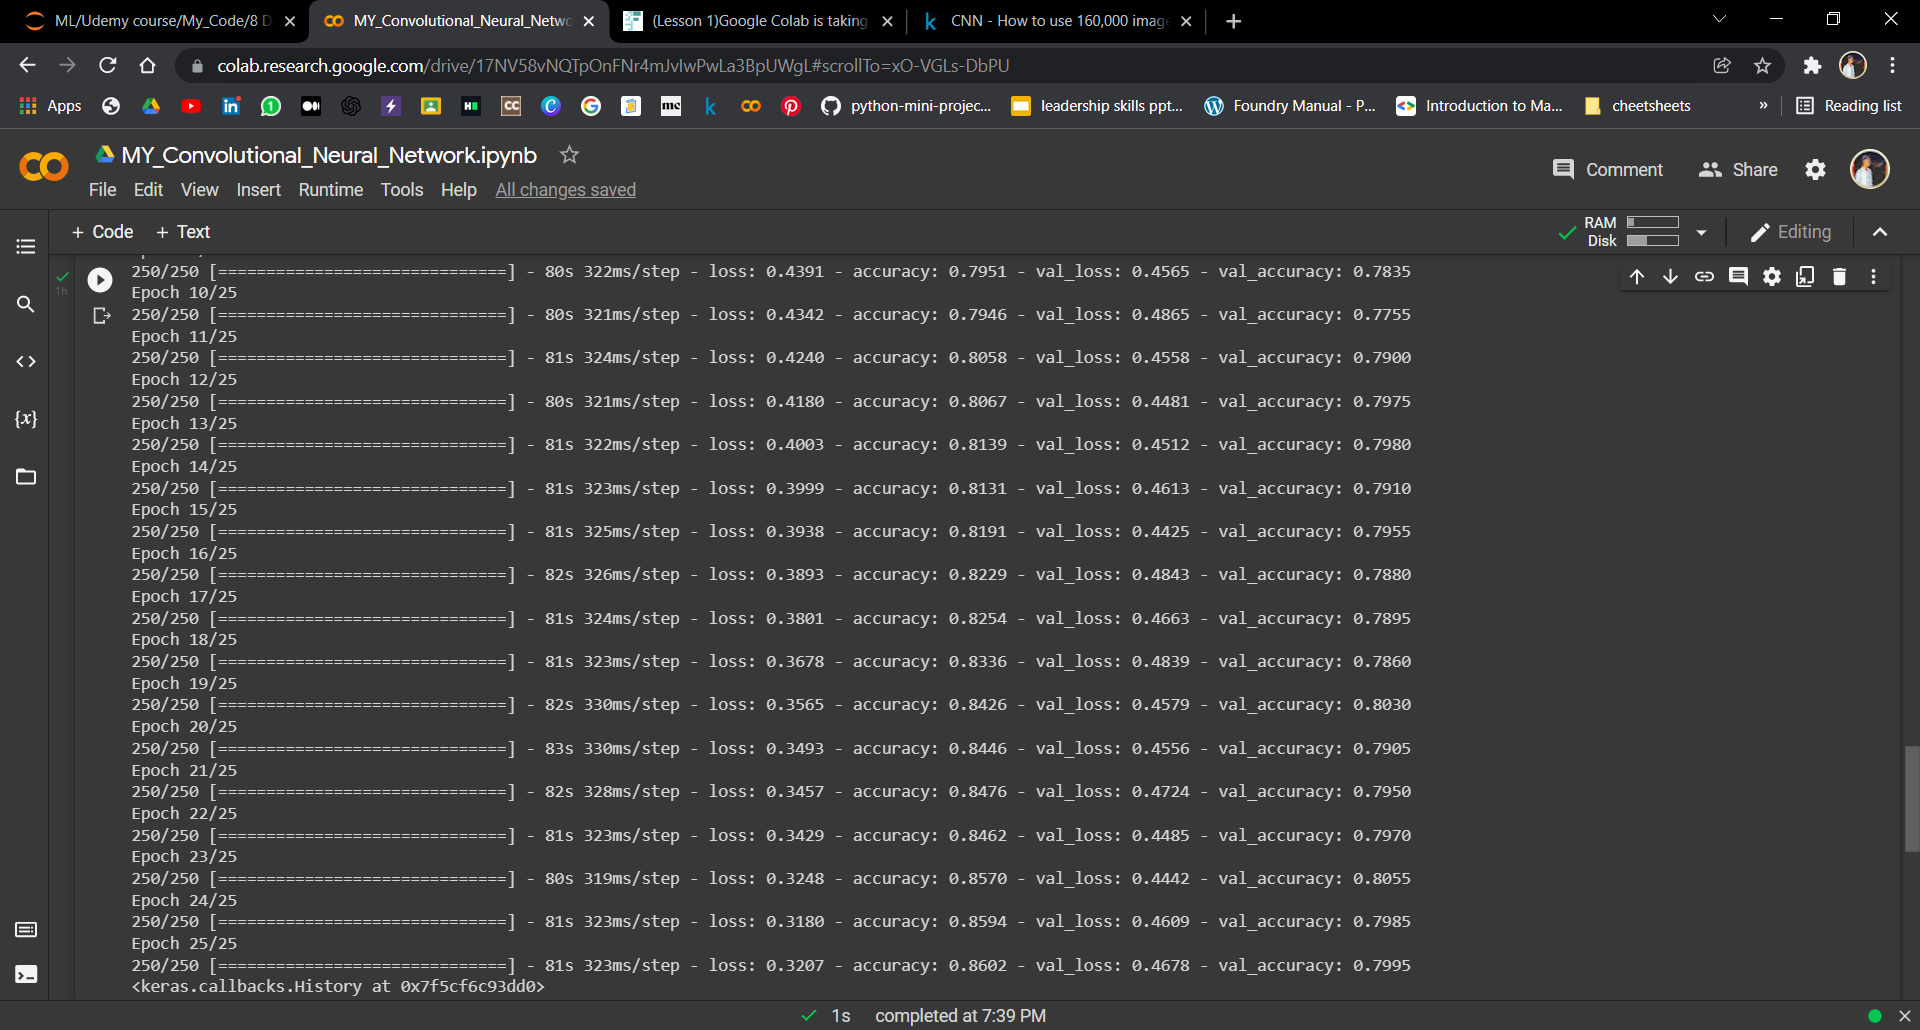 ML/Udemy course/My_Code/8 D
MY_Convolutional_Neural_Netwo
(Lesson 1)Google Colab is taking
CNN - How to use 160,000 image
colab.research.google.com/drive/17NV58vNQTpOnFNr4mJvIwPwLa3BpUWgL#scrollTo=xO-VGLs-DbPU
Apps
python-mini-projec...
leadership skills ppt...
Foundry Manual - P...
Introduction to Ma...
cheetsheets
»
Reading list
MY_Convolutional_Neural_Network.ipynb
Comment
Share
File Edit View Insert Runtime Tools Help All changes saved
+ Code + Text
RAM
Disk
Editing
1h
250/250 [==============================] - 80s 322ms/step - loss: 0.4391 - accuracy: 0.7951 - val_loss: 0.4565 - val_accuracy: 0.7835
Epoch 10/25
250/250 [==============================] - 80s 321ms/step - loss: 0.4342 - accuracy: 0.7946 - val_loss: 0.4865 - val_accuracy: 0.7755
Epoch 11/25
250/250 [==============================] - 81s 324ms/step - loss: 0.4240 - accuracy: 0.8058 - val_loss: 0.4558 - val_accuracy: 0.7900
Epoch 12/25
250/250 [==============================] - 80s 321ms/step - loss: 0.4180 - accuracy: 0.8067 - val_loss: 0.4481 - val_accuracy: 0.7975
Epoch 13/25
250/250 [==============================] - 81s 322ms/step - loss: 0.4003 - accuracy: 0.8139 - val_loss: 0.4512 - val_accuracy: 0.7980
Epoch 14/25
250/250 [==============================] - 81s 323ms/step - loss: 0.3999 - accuracy: 0.8131 - val_loss: 0.4613 - val_accuracy: 0.7910
Epoch 15/25
250/250 [==============================] - 81s 325ms/step - loss: 0.3938 - accuracy: 0.8191 - val_loss: 0.4425 - val_accuracy: 0.7955
Epoch 16/25
250/250 [==============================] - 82s 326ms/step - loss: 0.3893 - accuracy: 0.8229 - val_loss: 0.4843 - val_accuracy: 0.7880
Epoch 17/25
250/250 [==============================] - 81s 324ms/step - loss: 0.3801 - accuracy: 0.8254 - val_loss: 0.4663 - val_accuracy: 0.7895
Epoch 18/25
250/250 [==============================] - 81s 323ms/step - loss: 0.3678 - accuracy: 0.8336 - val_loss: 0.4839 - val_accuracy: 0.7860
Epoch 19/25
250/250 [==============================] - 82s 330ms/step - loss: 0.3565 - accuracy: 0.8426 - val_loss: 0.4579 - val_accuracy: 0.8030
Epoch 20/25
250/250 [==============================] - 83s 330ms/step - loss: 0.3493 - accuracy: 0.8446 - val_loss: 0.4556 - val_accuracy: 0.7905
Epoch 21/25
250/250 [==============================] - 82s 328ms/step - loss: 0.3457 - accuracy: 0.8476 - val_loss: 0.4724 - val_accuracy: 0.7950
Epoch 22/25
250/250 [==============================] - 81s 323ms/step - loss: 0.3429 - accuracy: 0.8462 - val_loss: 0.4485 - val_accuracy: 0.7970
Epoch 23/25
250/250 [==============================] - 80s 319ms/step - loss: 0.3248 - accuracy: 0.8570 - val_loss: 0.4442 - val_accuracy: 0.8055
Epoch 24/25
250/250 [==============================] - 81s 323ms/step - loss: 0.3180 - accuracy: 0.8594 - val_loss: 0.4609 - val_accuracy: 0.7985
Epoch 25/25
250/250 [==============================] - 81s 323ms/step - loss: 0.3207 - accuracy: 0.8602 - val_loss: 0.4678 - val_accuracy: 0.7995
<keras.callbacks.History at 0x7f5cf6c93dd0>
1s completed at 7:39 PM